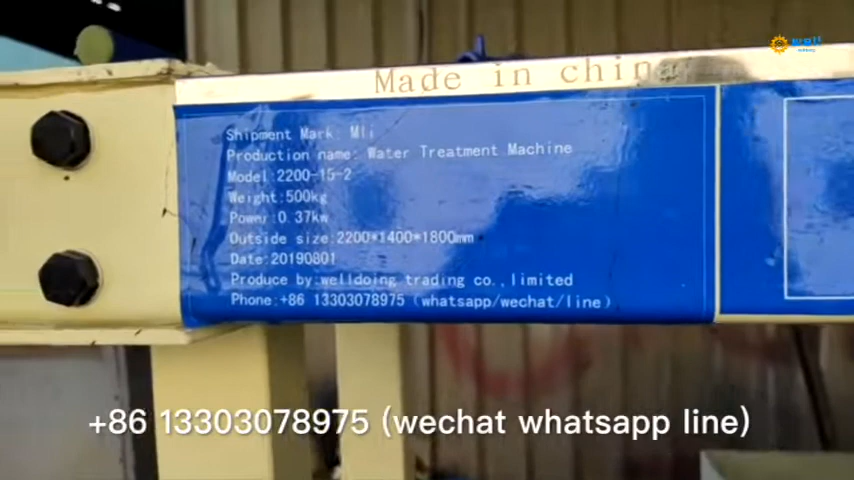 well
Made in china
Shipment Mark: Mli
Production name: Water Treatment Machine
Model:2200-15-2
Weight:500kg
Power:0.37kw
Outside size:2200*1400*1800mm
Date:20190801
Produce by:welldoing trading co.,limited
Phone:+86 13303078975 (whatsapp/wechat/line)
+86 13303078975 (wechat whatsapp line)